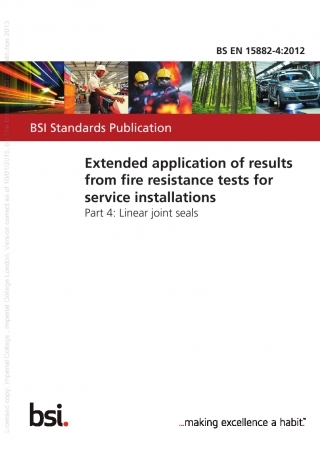 BS EN 15882-4:2012
BSI Standards Publication
Extended application of results
from fire resistance tests for
service installations
Part 4: Linear joint seals
bsi.
...making excellence a habit.™